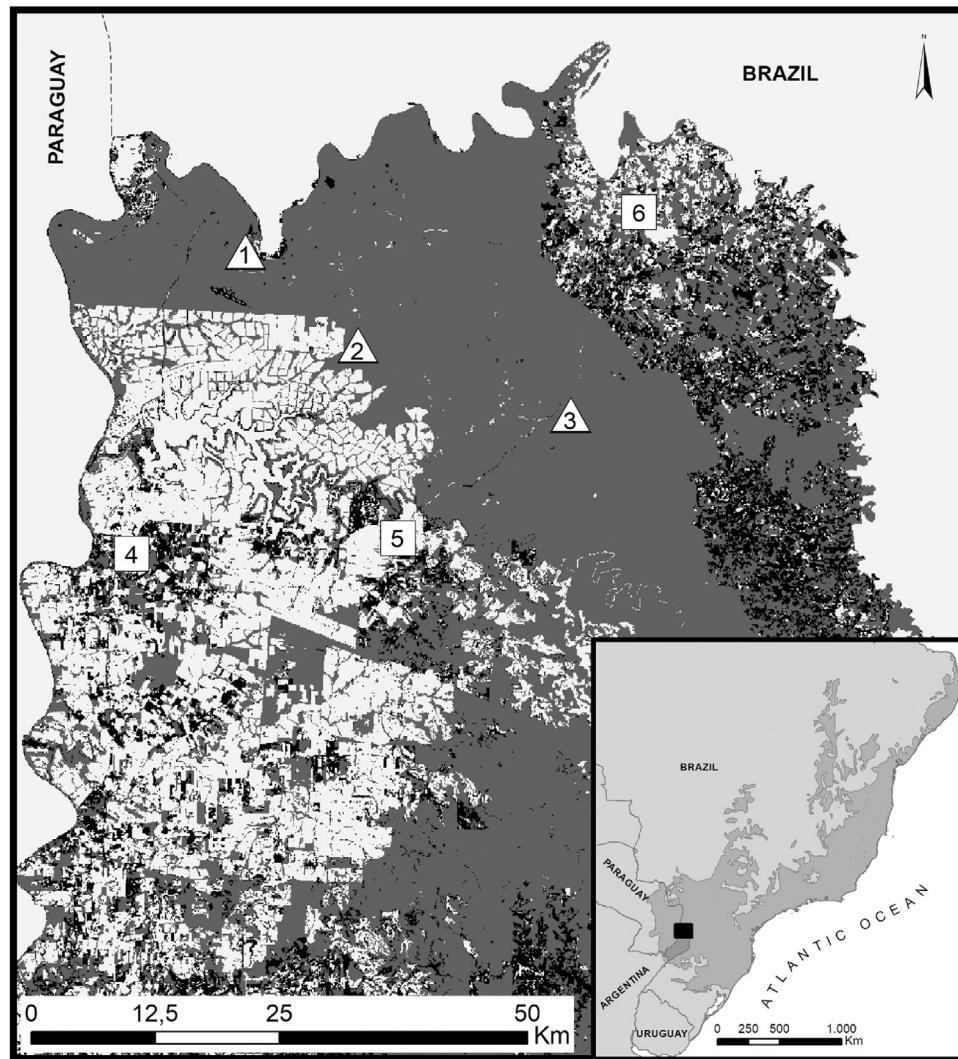 N
PARAGUAY
BRAZIL
6
1
2
3
4
5
0 12,5 25 50
Km
BRAZIL
PARAGUAY
ARGENTINA
URUGUAY
ATLANTIC OCEAN
0 250 500 1.000
Km